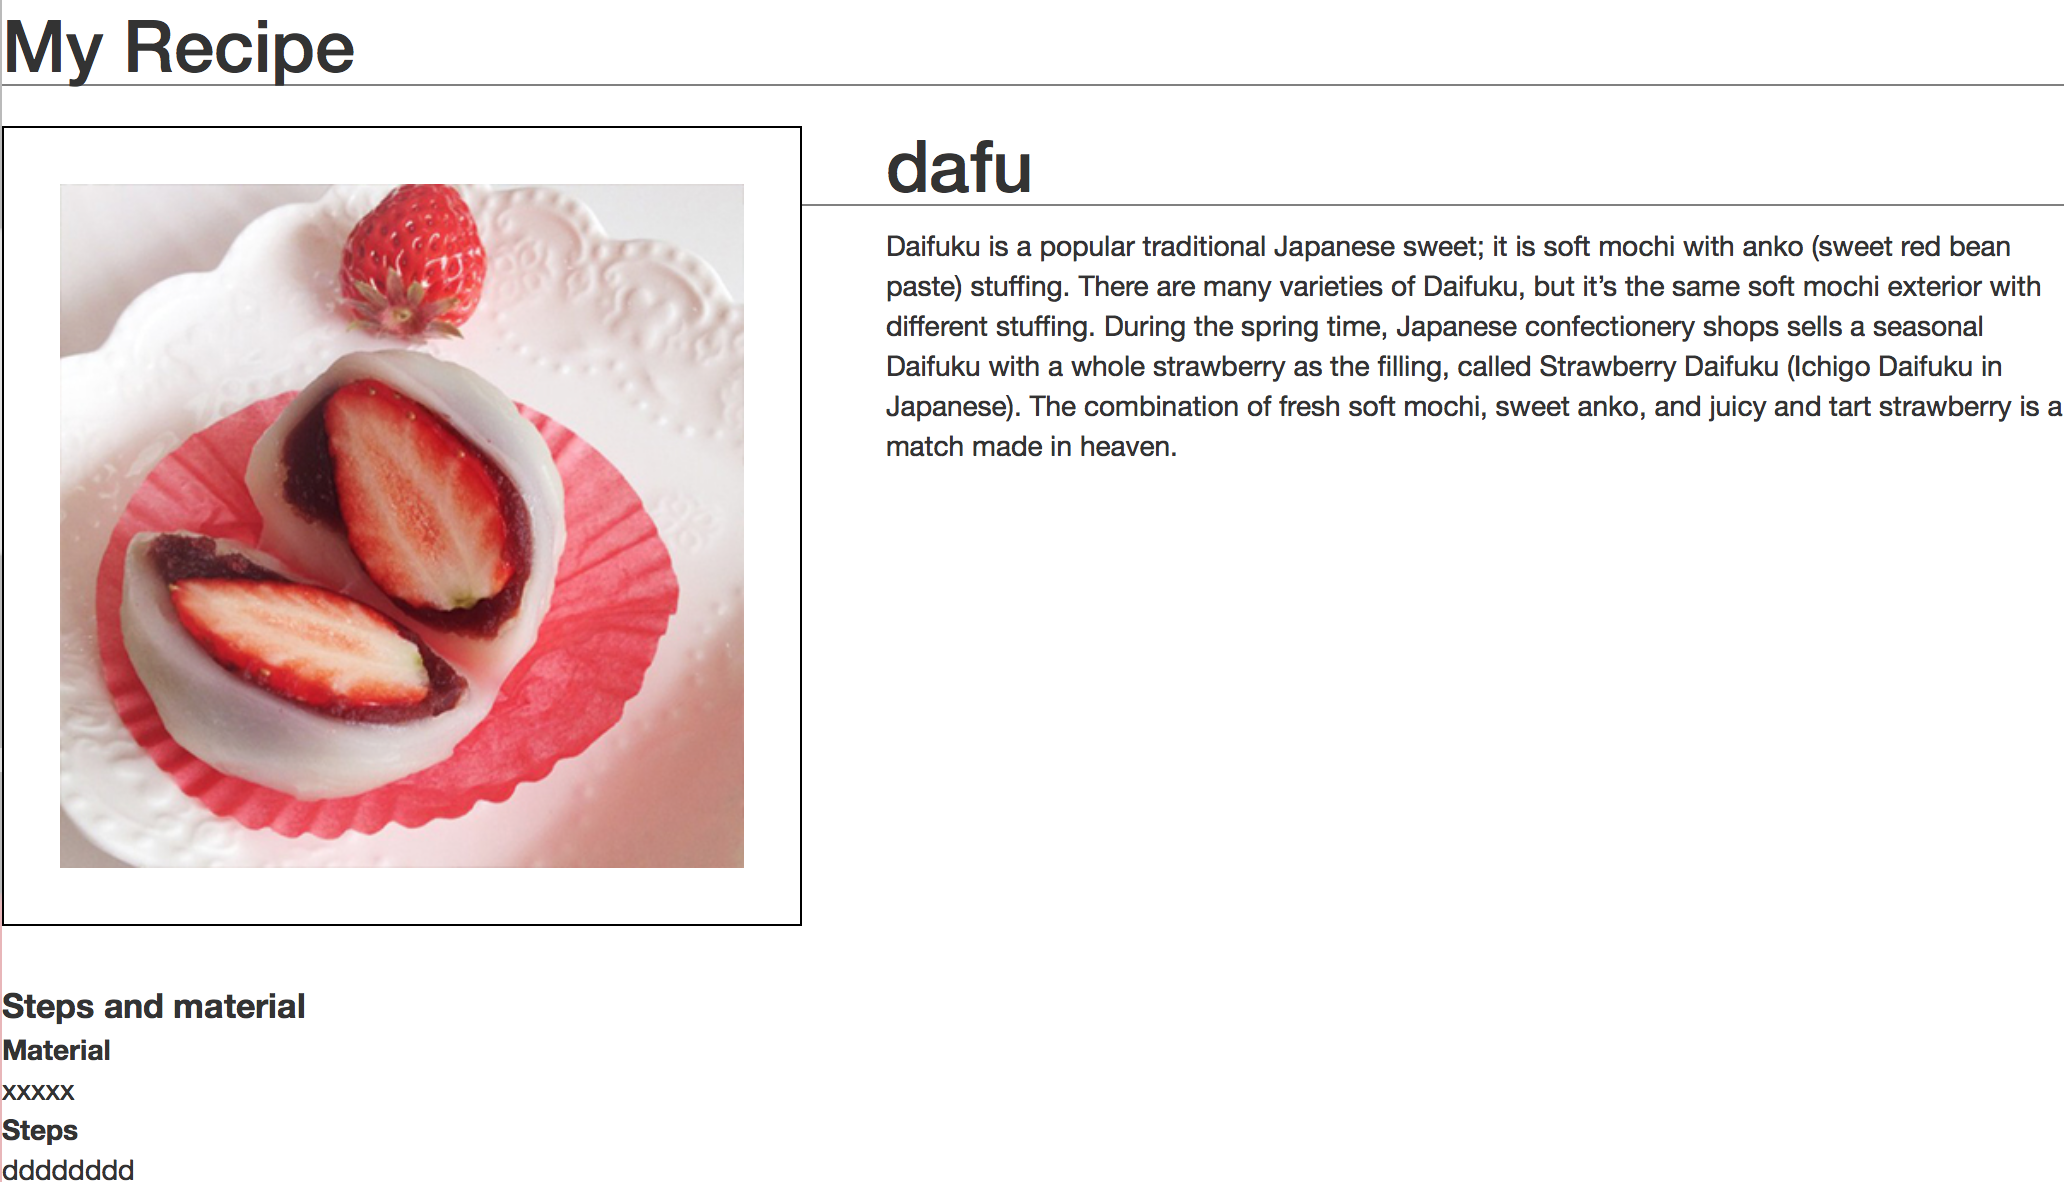 My Recipe
dafu
Daifuku is a popular traditional Japanese sweet; it is soft mochi with anko (sweet red bean
paste) stuffing. There are many varieties of Daifuku, but it’s the same soft mochi exterior with
different stuffing. During the spring time, Japanese confectionery shops sells a seasonal
Daifuku with a whole strawberry as the filling, called Strawberry Daifuku (Ichigo Daifuku in
Japanese). The combination of fresh soft mochi, sweet anko, and juicy and tart strawberry is a
match made in heaven.
Steps and material
Material
xxxxx
Steps
dddddddd